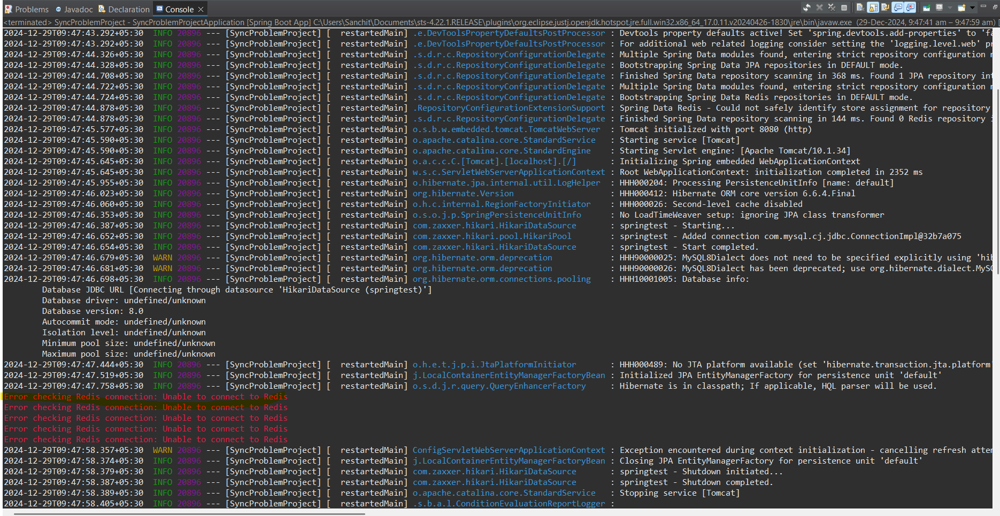 Problems @ Javadoc Declaration Console
<terminated> SyncProblemProject - SyncProblemProjectApplication [Spring Boot App] C:\Users\Sanchit\Documents\sts-4.22.1.RELEASE\plugins\org.eclipse.justj.openjdk.hotspot.jre.full.win32.x86_64_17.0.11.v20240426-1830\jre\bin\javaw.exe (29-Dec-2024, 9:47:41 am – 9:47:59 am) [
2024-12-29T09:47:43.292+05:30 INFO 20896 --- [SyncProblemProject] [ restartedMain] .e.DevToolsPropertyDefaultsPostProcessor : Devtools property defaults active! Set 'spring.devtools.add-properties' to 'fa
2024-12-29T09:47:43.292+05:30 INFO 20896 --- [SyncProblemProject] [ restartedMain] .e.DevToolsPropertyDefaultsPostProcessor : For additional web related logging consider setting the 'logging.level.web' pr
2024-12-29T09:47:44.326+05:30 INFO 20896 --- [SyncProblemProject] [ restartedMain] .s.d.r.c.RepositoryConfigurationDelegate : Multiple Spring Data modules found, entering strict repository configuration m
2024-12-29T09:47:44.328+05:30 INFO 20896 --- [SyncProblemProject] [ restartedMain] .s.d.r.c.RepositoryConfigurationDelegate : Bootstrapping Spring Data JPA repositories in DEFAULT mode.
2024-12-29T09:47:44.708+05:30 INFO 20896 --- [SyncProblemProject] [ restartedMain] .s.d.r.c.RepositoryConfigurationDelegate : Finished Spring Data repository scanning in 368 ms. Found 1 JPA repository int
2024-12-29T09:47:44.722+05:30 INFO 20896 --- [SyncProblemProject] [ restartedMain] .s.d.r.c.RepositoryConfigurationDelegate : Multiple Spring Data modules found, entering strict repository configuration m
2024-12-29T09:47:44.724+05:30 INFO 20896 --- [SyncProblemProject] [ restartedMain] .s.d.r.c.RepositoryConfigurationDelegate : Bootstrapping Spring Data Redis repositories in DEFAULT mode.
2024-12-29T09:47:44.878+05:30 INFO 20896 --- [SyncProblemProject] [ restartedMain] .RepositoryConfigurationExtensionSupport : Spring Data Redis - Could not safely identify store assignment for repository
2024-12-29T09:47:44.878+05:30 INFO 20896 --- [SyncProblemProject] [ restartedMain] .s.d.r.c.RepositoryConfigurationDelegate : Finished Spring Data repository scanning in 144 ms. Found 0 Redis repository i
2024-12-29T09:47:45.577+05:30 INFO 20896 --- [SyncProblemProject] [ restartedMain] o.s.b.w.embedded.tomcat.TomcatWebServer : Tomcat initialized with port 8080 (http)
2024-12-29T09:47:45.590+05:30 INFO 20896 --- [SyncProblemProject] [ restartedMain] o.apache.catalina.core.StandardService : Starting service [Tomcat]
2024-12-29T09:47:45.590+05:30 INFO 20896 --- [SyncProblemProject] [ restartedMain] o.apache.catalina.core.StandardEngine : Starting Servlet engine: [Apache Tomcat/10.1.34]
2024-12-29T09:47:45.645+05:30 INFO 20896 --- [SyncProblemProject] [ restartedMain] o.a.c.c.C.[Tomcat].[localhost].[/] : Initializing Spring embedded WebApplicationContext
2024-12-29T09:47:45.645+05:30 INFO 20896 --- [SyncProblemProject] [ restartedMain] w.s.c.ServletWebServerApplicationContext : Root WebApplicationContext: initialization completed in 2352 ms
2024-12-29T09:47:45.955+05:30 INFO 20896 --- [SyncProblemProject] [ restartedMain] o.hibernate.jpa.internal.util.LogHelper : HHH000204: Processing PersistenceUnitInfo [name: default]
2024-12-29T09:47:46.023+05:30 INFO 20896 --- [SyncProblemProject] [ restartedMain] org.hibernate.Version : HHH000412: Hibernate ORM core version 6.6.4.Final
2024-12-29T09:47:46.060+05:30 INFO 20896 --- [SyncProblemProject] [ restartedMain] o.h.c.internal.RegionFactoryInitiator : HHH000026: Second-level cache disabled
2024-12-29T09:47:46.353+05:30 INFO 20896 --- [SyncProblemProject] [ restartedMain] o.s.o.j.p.SpringPersistenceUnitInfo : No LoadTimeWeaver setup: ignoring JPA class transformer
2024-12-29T09:47:46.387+05:30 INFO 20896 --- [SyncProblemProject] [ restartedMain] com.zaxxer.hikari.HikariDataSource : springtest - Starting...
2024-12-29T09:47:46.652+05:30 INFO 20896 --- [SyncProblemProject] [ restartedMain] com.zaxxer.hikari.pool.HikariPool : springtest - Added connection com.mysql.cj.jdbc.ConnectionImpl@32b7a075
2024-12-29T09:47:46.654+05:30 INFO 20896 --- [SyncProblemProject] [ restartedMain] com.zaxxer.hikari.HikariDataSource : springtest - Start completed.
2024-12-29T09:47:46.679+05:30 WARN 20896 --- [SyncProblemProject] [ restartedMain] org.hibernate.orm.deprecation : HHH90000025: MySQL8Dialect does not need to be specified explicitly using 'hib
2024-12-29T09:47:46.681+05:30 WARN 20896 --- [SyncProblemProject] [ restartedMain] org.hibernate.orm.deprecation : HHH90000026: MySQL8Dialect has been deprecated; use org.hibernate.dialect.MySQ
2024-12-29T09:47:46.698+05:30 INFO 20896 --- [SyncProblemProject] [ restartedMain] org.hibernate.orm.connections.pooling : HHH10001005: Database info:
Database JDBC URL [Connecting through datasource 'HikariDataSource (springtest)']
Database driver: undefined/unknown
Database version: 8.0
Autocommit mode: undefined/unknown
Isolation level: undefined/unknown
Minimum pool size: undefined/unknown
Maximum pool size: undefined/unknown
2024-12-29T09:47:47.444+05:30 INFO 20896 --- [SyncProblemProject] [ restartedMain] o.h.e.t.j.p.i.JtaPlatformInitiator : HHH000489: No JTA platform available (set 'hibernate.transaction.jta.platform'
2024-12-29T09:47:47.519+05:30 INFO 20896 --- [SyncProblemProject] [ restartedMain] j.LocalContainerEntityManagerFactoryBean : Initialized JPA EntityManagerFactory for persistence unit 'default'
2024-12-29T09:47:47.758+05:30 INFO 20896 --- [SyncProblemProject] [ restartedMain] o.s.d.j.r.query.QueryEnhancerFactory : Hibernate is in classpath; If applicable, HQL parser will be used.
Error checking Redis connection: Unable to connect to Redis
Error checking Redis connection: Unable to connect to Redis
Error checking Redis connection: Unable to connect to Redis
Error checking Redis connection: Unable to connect to Redis
Error checking Redis connection: Unable to connect to Redis
2024-12-29T09:47:58.357+05:30 WARN 20896 --- [SyncProblemProject] [ restartedMain] ConfigServletWebServerApplicationContext : Exception encountered during context initialization - cancelling refresh attem
2024-12-29T09:47:58.374+05:30 INFO 20896 --- [SyncProblemProject] [ restartedMain] j.LocalContainerEntityManagerFactoryBean : Closing JPA EntityManagerFactory for persistence unit 'default'
2024-12-29T09:47:58.379+05:30 INFO 20896 --- [SyncProblemProject] [ restartedMain] com.zaxxer.hikari.HikariDataSource : springtest - Shutdown initiated...
2024-12-29T09:47:58.387+05:30 INFO 20896 --- [SyncProblemProject] [ restartedMain] com.zaxxer.hikari.HikariDataSource : springtest - Shutdown completed.
2024-12-29T09:47:58.389+05:30 INFO 20896 --- [SyncProblemProject] [ restartedMain] o.apache.catalina.core.StandardService : Stopping service [Tomcat]
2024-12-29T09:47:58.405+05:30 INFO 20896 --- [SyncProblemProject] [ restartedMain] .s.b.a.l.ConditionEvaluationReportLogger :